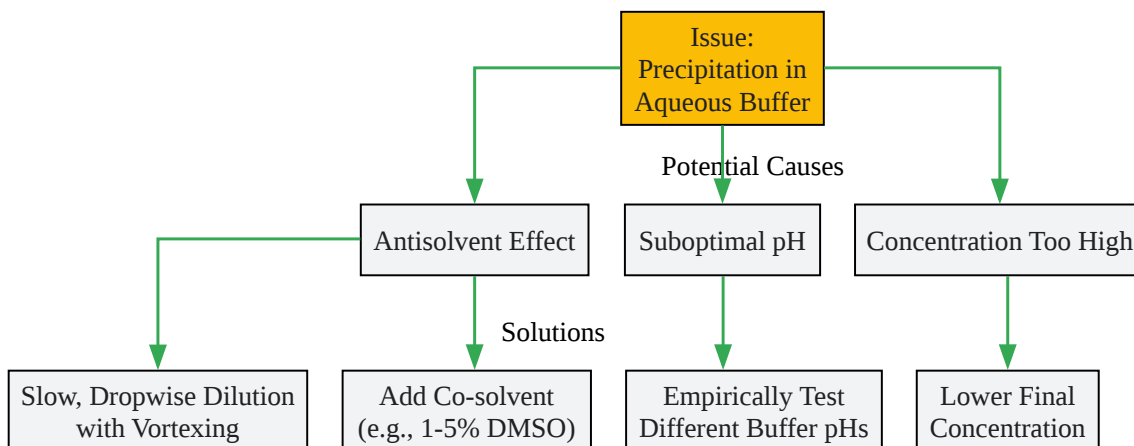 Issue:
Precipitation in
Aqueous Buffer
Potential Causes
Antisolvent Effect
Suboptimal pH
Concentration Too High
Solutions
Slow, Dropwise Dilution
with Vortexing
Add Co-solvent
(e.g., 1-5% DMSO)
Empirically Test
Different Buffer pHs
Lower Final
Concentration